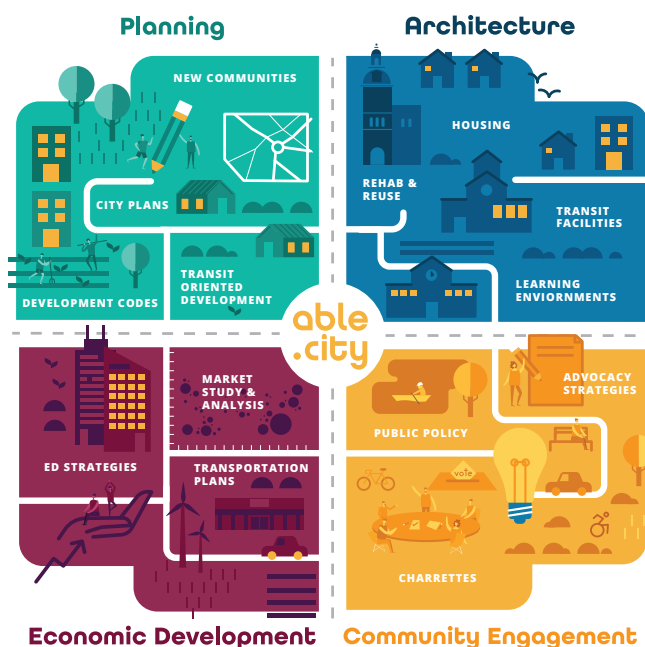 Planning
Architecture
NEW COMMUNITIES
CITY PLANS
TRANSIT
ORIENTED
DEVELOPMENT
DEVELOPMENT CODES
HOUSING
REHAB &
REUSE
TRANSIT
FACILITIES
LEARNING
ENVIORNMENTS
able
.city
MARKET
STUDY &
ANALYSIS
ED STRATEGIES
TRANSPORTATION
PLANS
ADVOCACY
STRATEGIES
PUBLIC POLICY
vote
CHARRETTES
Economic Development
Community Engagement